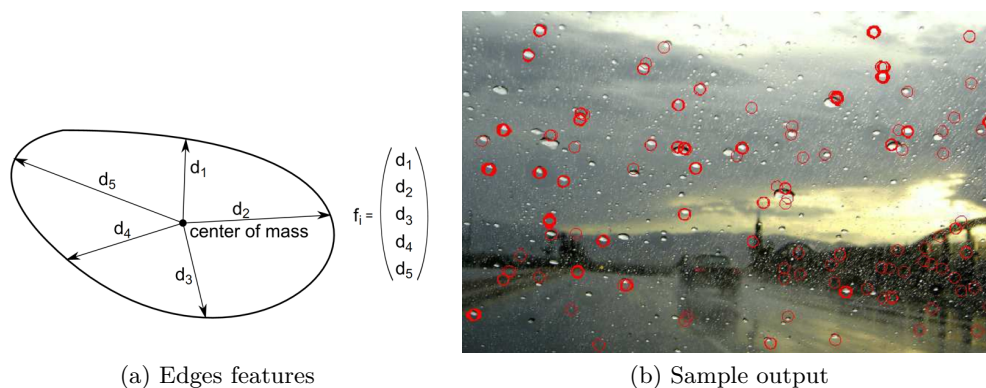 d1
d5
d2
d4
center of mass
d3
fi =
d1
d2
d3
d4
d5
(a) Edges features
(b) Sample output